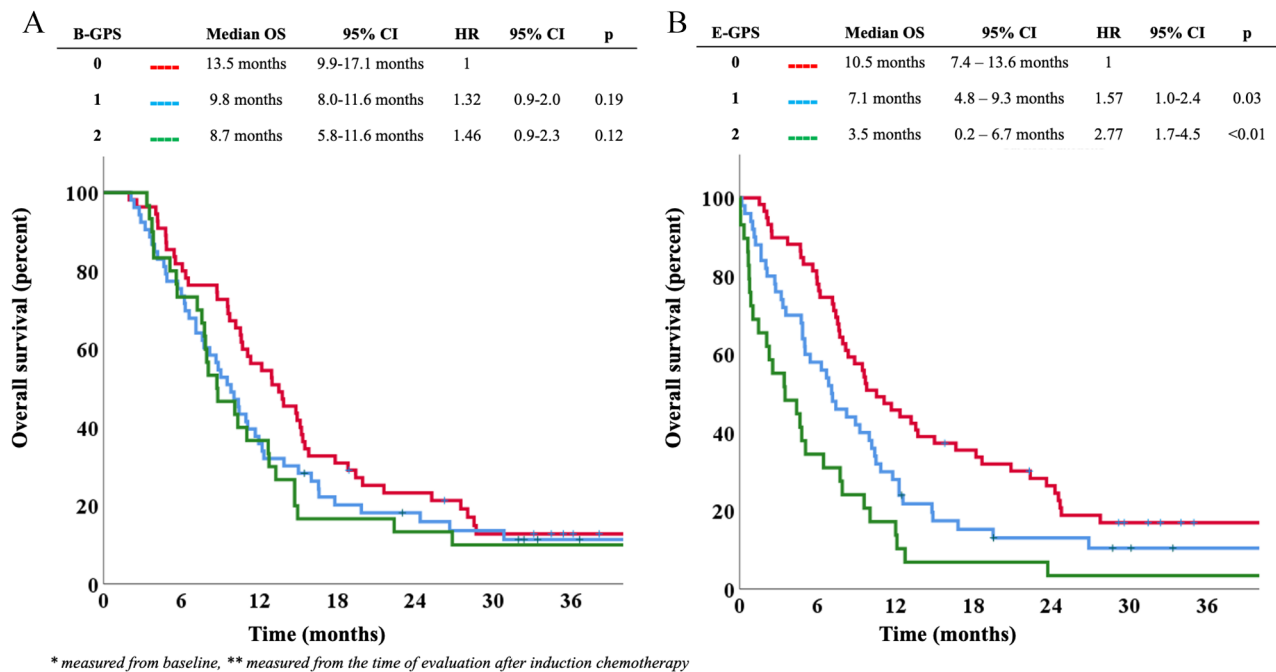 A
B-GPS Median OS 95% CI HR 95% CI p
0 13.5 months 9.9-17.1 months 1
1 9.8 months 8.0-11.6 months 1.32 0.9-2.0 0.19
2 8.7 months 5.8-11.6 months 1.46 0.9-2.3 0.12
Overall survival (percent)
100
80
60
40
20
0
0 6 12 18 24 30 36
Time (months)
B
E-GPS Median OS 95% CI HR 95% CI p
0 10.5 months 7.4 – 13.6 months 1
1 7.1 months 4.8 – 9.3 months 1.57 1.0-2.4 0.03
2 3.5 months 0.2 – 6.7 months 2.77 1.7-4.5 <0.01
Overall survival (percent)
100
80
60
40
20
0
0 6 12 18 24 30 36
Time (months)
* measured from baseline, ** measured from the time of evaluation after induction chemotherapy